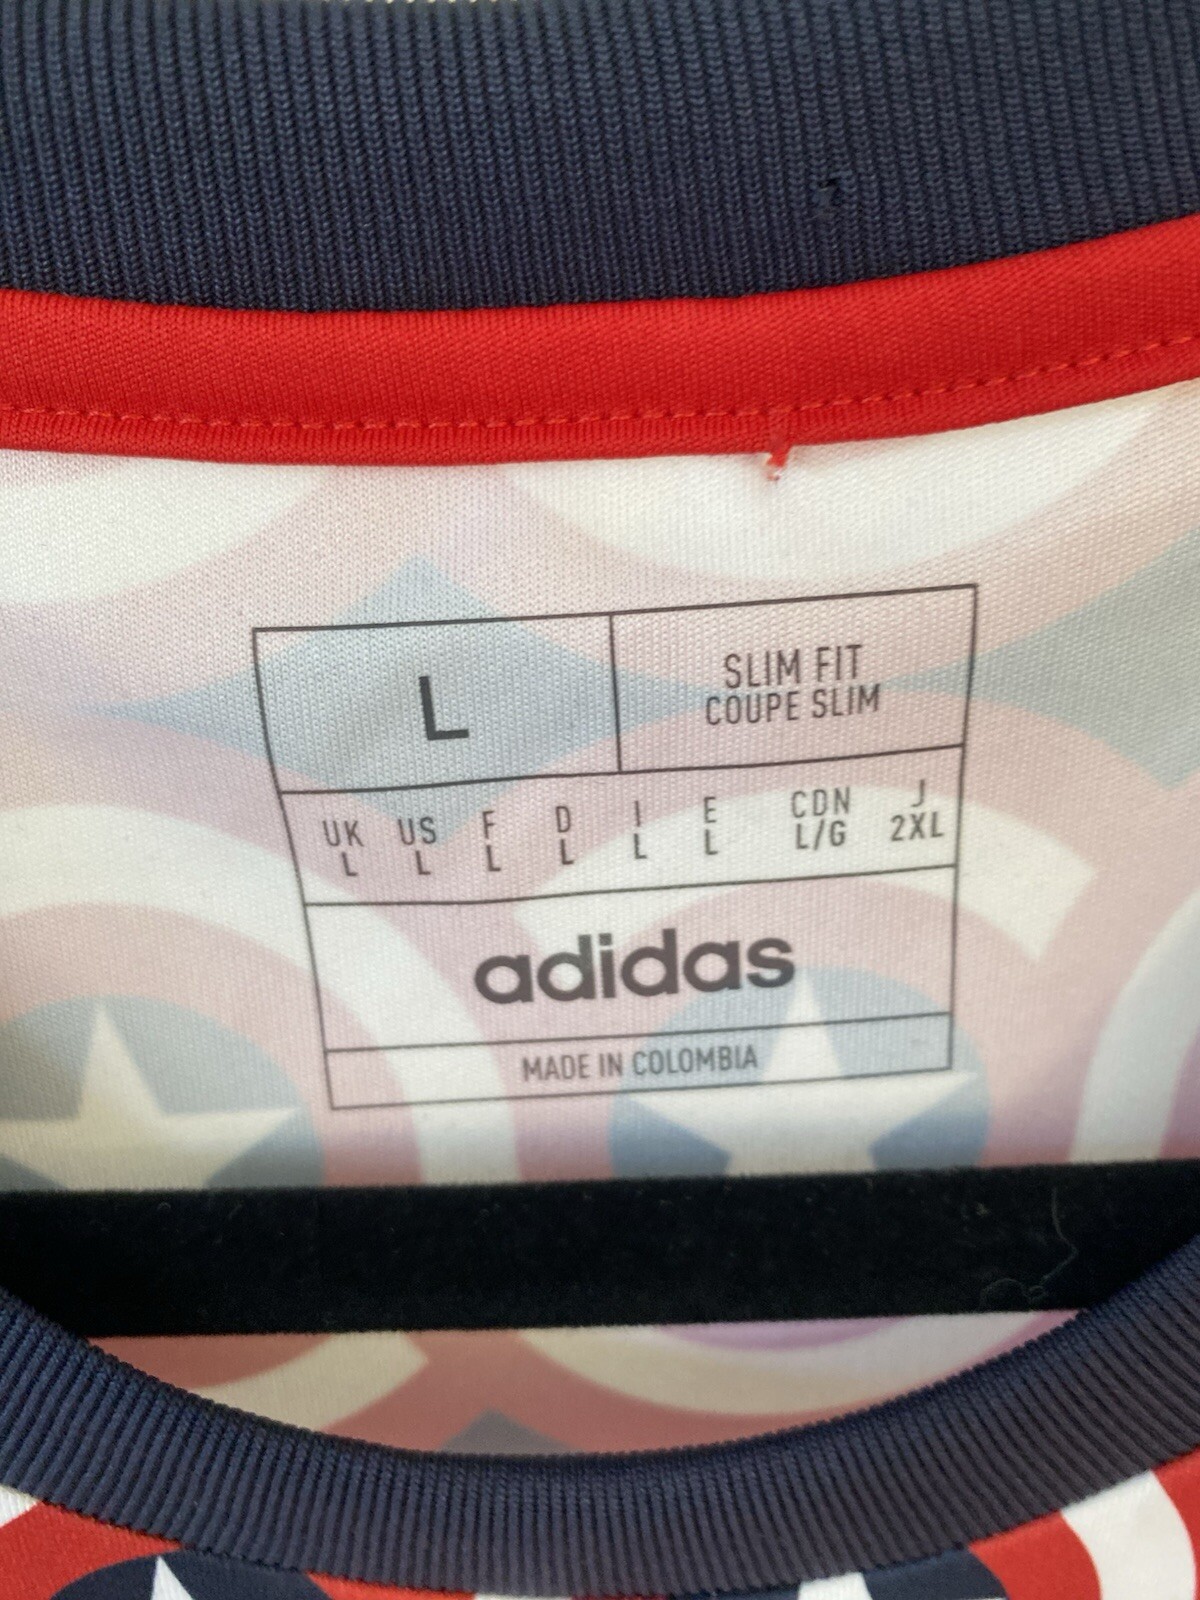 L
SLIM FIT
COUPE SLIM
UK US F D I E CDN J
L L L L L L L/G 2XL
adidas
MADE IN COLOMBIA